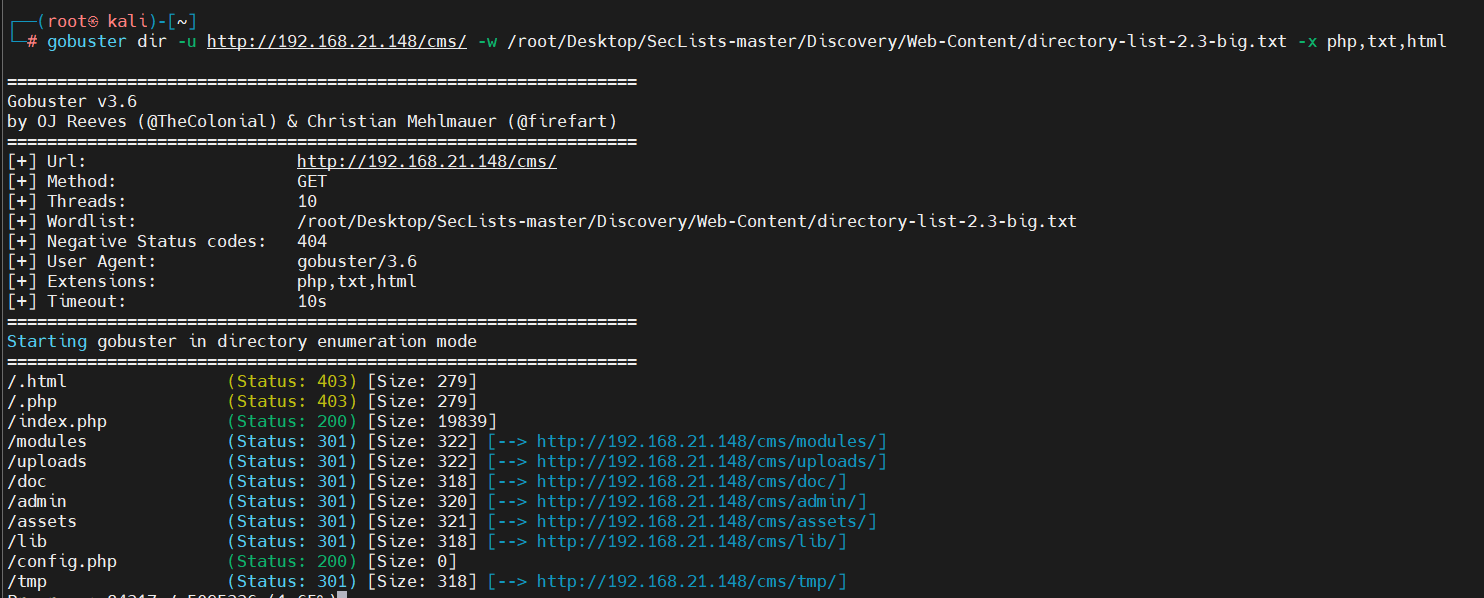 ┌──(root㉿ kali)-[~]
└─# gobuster dir -u http://192.168.21.148/cms/ -w /root/Desktop/SecLists-master/Discovery/Web-Content/directory-list-2.3-big.txt -x php,txt,html
===============================================================
Gobuster v3.6
by OJ Reeves (@TheColonial) & Christian Mehlmauer (@firefart)
===============================================================
[+] Url:                     http://192.168.21.148/cms/
[+] Method:                  GET
[+] Threads:                 10
[+] Wordlist:                /root/Desktop/SecLists-master/Discovery/Web-Content/directory-list-2.3-big.txt
[+] Negative Status codes:   404
[+] User Agent:              gobuster/3.6
[+] Extensions:              php,txt,html
[+] Timeout:                 10s
===============================================================
Starting gobuster in directory enumeration mode
===============================================================
/.html                (Status: 403) [Size: 279]
/.php                 (Status: 403) [Size: 279]
/index.php            (Status: 200) [Size: 19839]
/modules              (Status: 301) [Size: 322] [--> http://192.168.21.148/cms/modules/]
/uploads              (Status: 301) [Size: 322] [--> http://192.168.21.148/cms/uploads/]
/doc                  (Status: 301) [Size: 318] [--> http://192.168.21.148/cms/doc/]
/admin                (Status: 301) [Size: 320] [--> http://192.168.21.148/cms/admin/]
/assets               (Status: 301) [Size: 321] [--> http://192.168.21.148/cms/assets/]
/lib                  (Status: 301) [Size: 318] [--> http://192.168.21.148/cms/lib/]
/config.php           (Status: 200) [Size: 0]
/tmp                  (Status: 301) [Size: 318] [--> http://192.168.21.148/cms/tmp/]